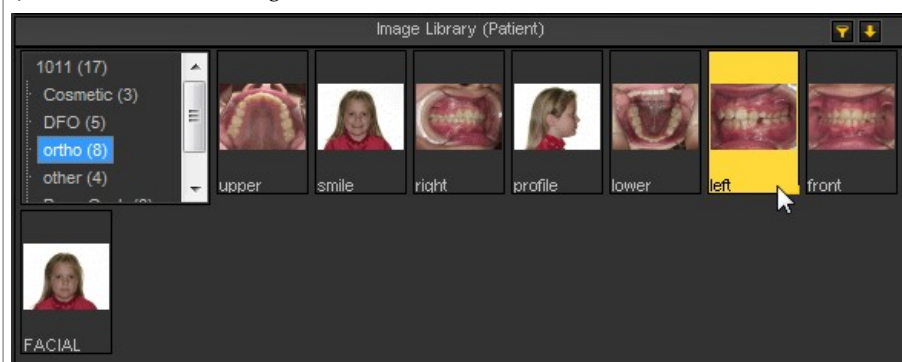 Image Library (Patient)
1011 (17)
Cosmetic (3)
DFO (5)
ortho (8)
other (4)
upper
smile
right
profile
lower
left
front
FACIAL